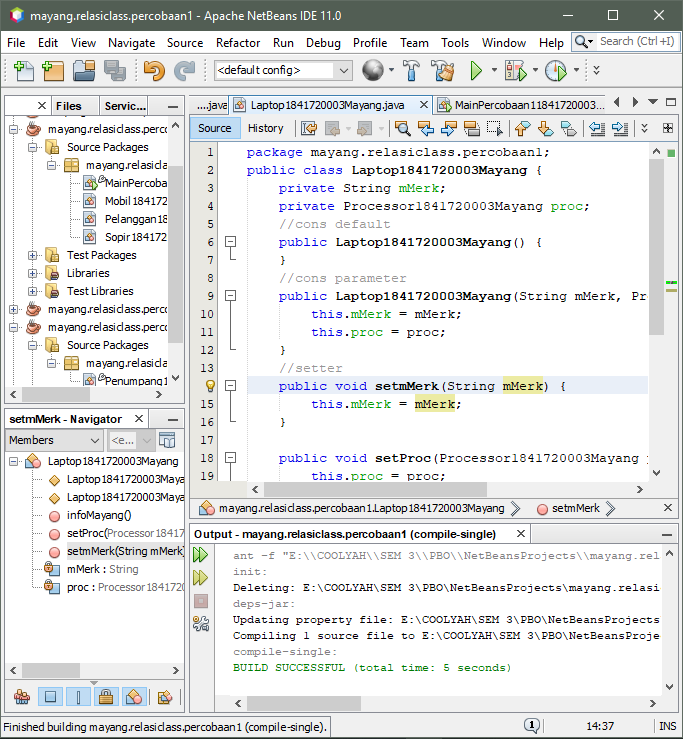 mayang.relasiclass.percobaan1 - Apache NetBeans IDE 11.0
File Edit View Navigate Source Refactor Run Debug Profile Team Tools Window Help Search (Ctrl+I)
<default config>
Files Servic...
mayang.relasiclass.perco
Source Packages
mayang.relasicla
MainPercoba
Mobil18417
Pelanggan18
Sopir18417
Test Packages
Libraries
Test Libraries
mayang.relasiclass.perco
mayang.relasiclass.perco
Source Packages
mayang.relasicla
Penumpang1
....java Laptop1841720003Mayang.java MainPercobaan11841720003...
Source History
1 package mayang.relasiclass.percobaan1;
2 public class Laptop1841720003Mayang {
3 private String mMerk;
4 private Processor1841720003Mayang proc;
5 //cons default
6 public Laptop1841720003Mayang() {
7 }
8 //cons parameter
9 public Laptop1841720003Mayang(String mMerk, Pr
10 this.mMerk = mMerk;
11 this.proc = proc;
12 }
13 //setter
14 public void setmMerk(String mMerk) {
15 this.mMerk = mMerk;
16 }
17
18 public void setProc(Processor1841720003Mayang
19 this.proc = proc;
mayang.relasiclass.percobaan1.Laptop1841720003Mayang setmMerk
setmMerk - Navigator
Members <e...
Laptop1841720003Mayang
Laptop1841720003Maya
Laptop1841720003Maya
infoMayang()
setProc(Processor18417
setmMerk(String mMerk)
mMerk : String
proc : Processor184172
Output - mayang.relasiclass.percobaan1 (compile-single)
ant -f "E:\\COOLYAH\\SEM 3\\PBO\\NetBeansProjects\\mayang.rel
init:
Deleting: E:\COOLYAH\SEM 3\PBO\NetBeansProjects\mayang.relasi
deps-jar:
Updating property file: E:\COOLYAH\SEM 3\PBO\NetBeansProjects
Compiling 1 source file to E:\COOLYAH\SEM 3\PBO\NetBeansProje
compile-single:
BUILD SUCCESSFUL (total time: 5 seconds)
Finished building mayang.relasiclass.percobaan1 (compile-single). 1 14:37 INS